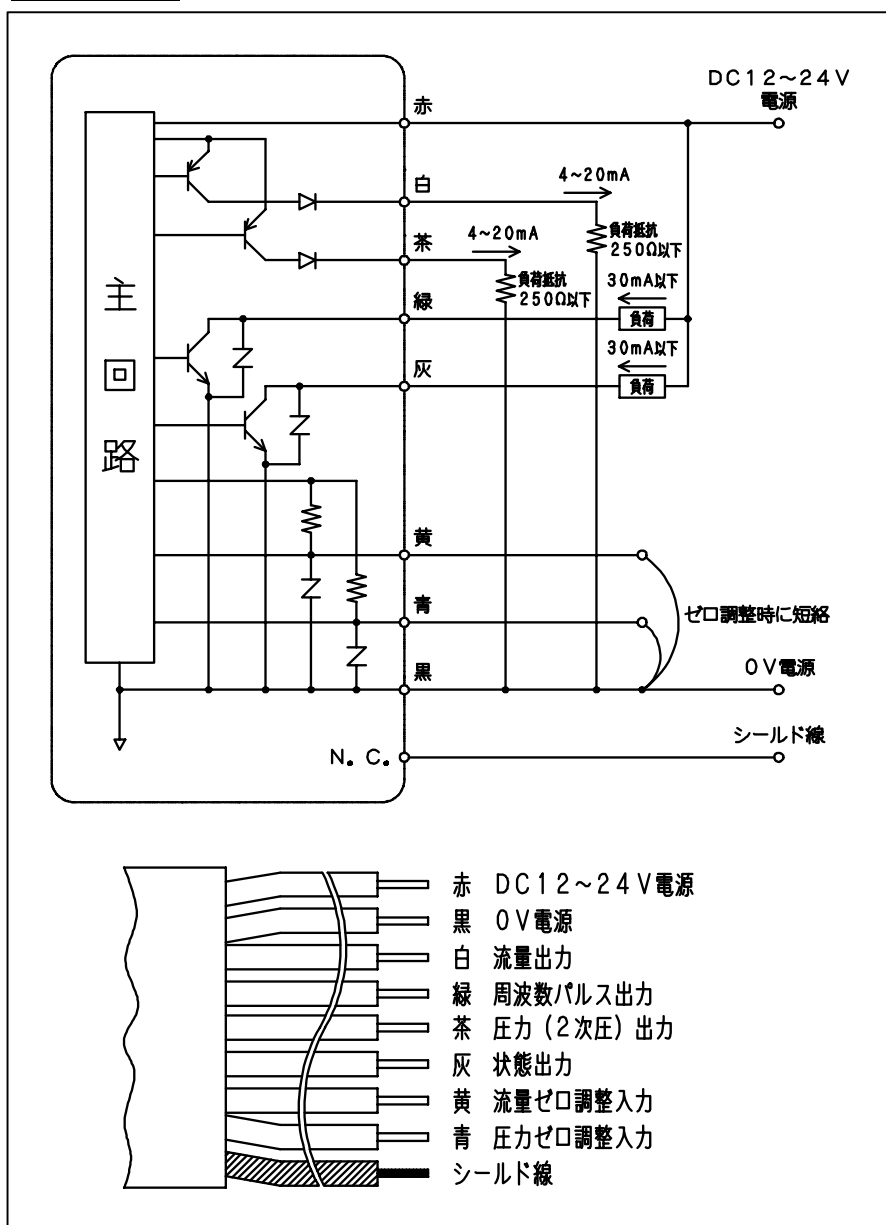 DC12~24V
電源
赤
白
4~20mA
負荷抵抗
250Ω以下
茶
4~20mA
負荷抵抗
250Ω以下
30mA以下
負荷
緑
30mA以下
負荷
灰
主
回
路
黄
青
ゼロ調整時に短絡
黒
0V電源
シールド線
N.C.
赤 DC12~24V電源
黒 0V電源
白 流量出力
緑 周波数パルス出力
茶 圧力(2次圧)出力
灰 状態出力
黄 流量ゼロ調整入力
青 圧力ゼロ調整入力
シールド線